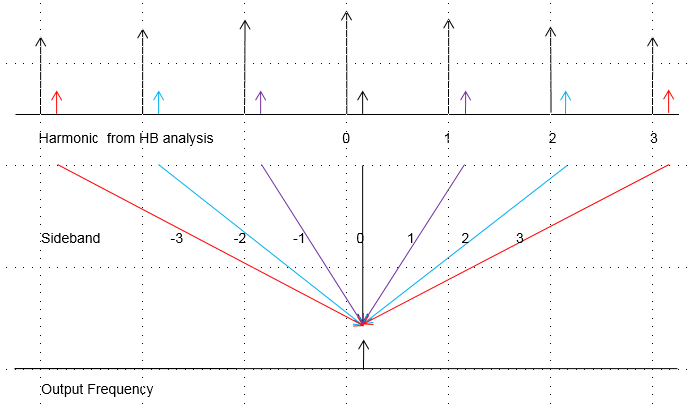 Harmonic from HB analysis 0 1 2 3
Sideband -3 -2 -1 0 1 2 3
Output Frequency